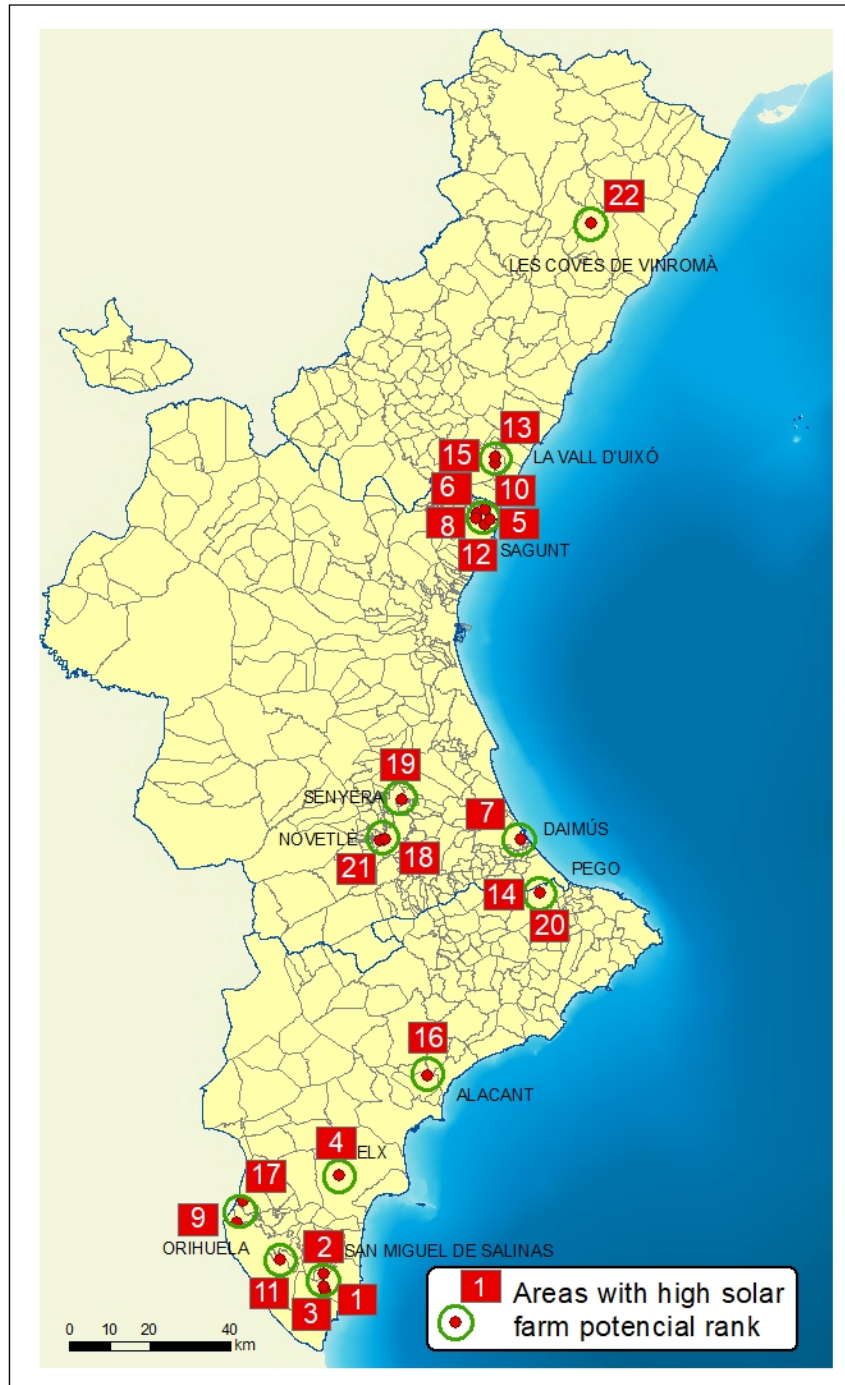 22
LES COVES DE VINROMÀ
13
15
LA VALL D'UIXÓ
6
10
8
5
12
SAGUNT
19
SENYERA
7
DAIMÚS
NOVETLÈ
21
18
PEGO
14
20
16
ALACANT
4
ELX
17
9
ORIHUELA
2
SAN MIGUEL DE SALINAS
11
3
1
0 10 20 40
km
1 Areas with high solar
farm potencial rank